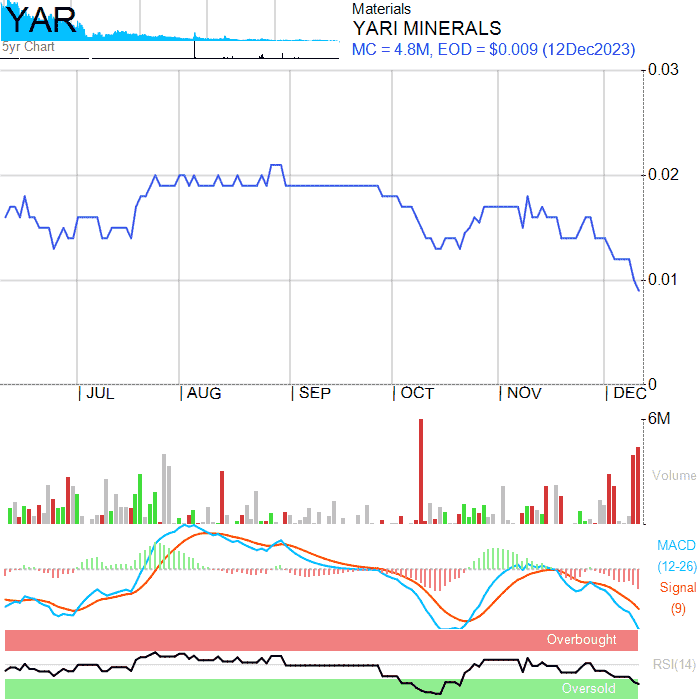 YAR
5yr Chart
Materials
YARI MINERALS
MC = 4.8M, EOD = $0.009 (12Dec2023)
0.03
0.02
0.01
0
JUL AUG SEP OCT NOV DEC
6M
Volume
MACD
(12-26)
Signal
(9)
Overbought
RSI(14)
Oversold